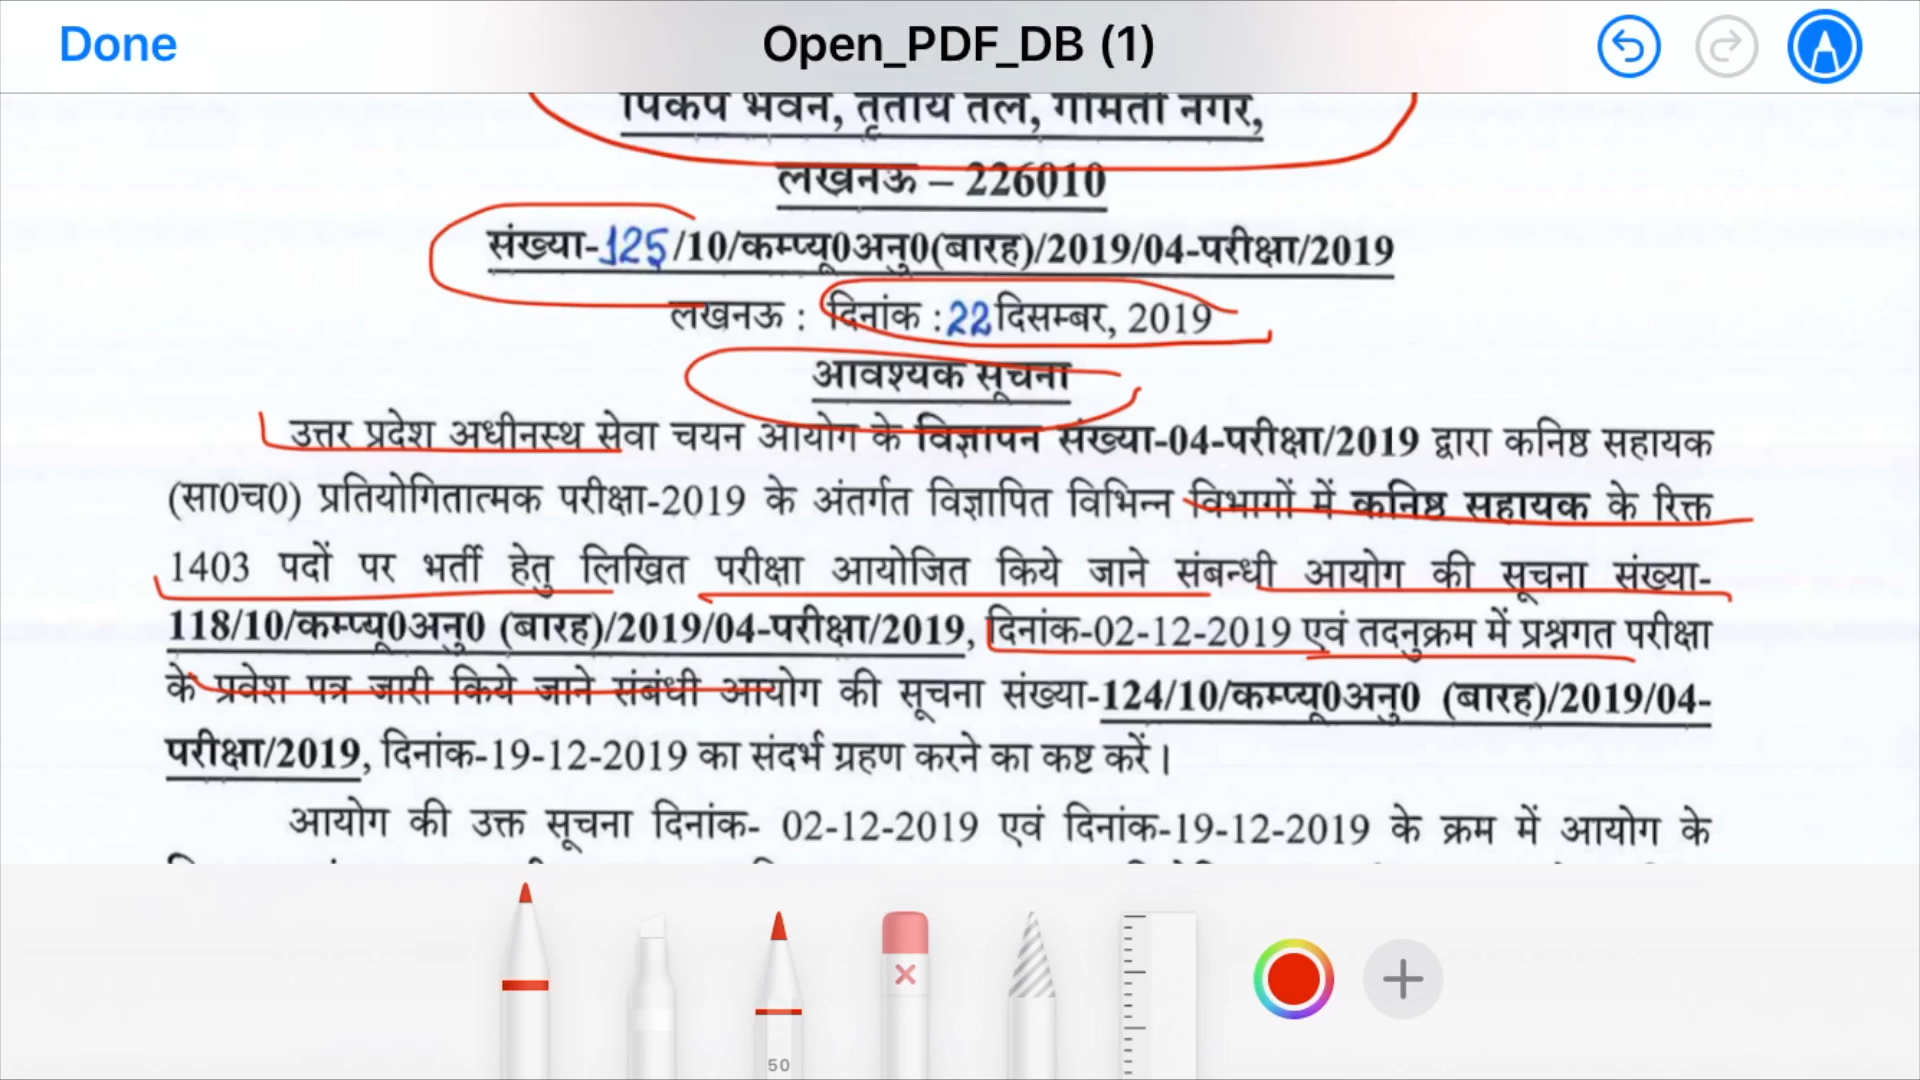 Done
Open_PDF_DB (1)
पिकप भवन, तृतीय तल, गोमती नगर,
लखनऊ – 226010
संख्या-125/10/कम्प्यू0अनु0(बारह)/2019/04-परीक्षा/2019
लखनऊ : दिनांक : 22 दिसम्बर, 2019
आवश्यक सूचना
उत्तर प्रदेश अधीनस्थ सेवा चयन आयोग के विज्ञापन संख्या-04-परीक्षा/2019 द्वारा कनिष्ठ सहायक
(सा0च0) प्रतियोगितात्मक परीक्षा-2019 के अंतर्गत विज्ञापित विभिन्न विभागों में कनिष्ठ सहायक के रिक्त
1403 पदों पर भर्ती हेतु लिखित परीक्षा आयोजित किये जाने संबन्धी आयोग की सूचना संख्या-
118/10/कम्प्यू0अनु0 (बारह)/2019/04-परीक्षा/2019, दिनांक-02-12-2019 एवं तदनुक्रम में प्रश्नगत परीक्षा
के प्रवेश पत्र जारी किये जाने संबंधी आयोग की सूचना संख्या-124/10/कम्प्यू0अनु0 (बारह)/2019/04-
परीक्षा/2019, दिनांक-19-12-2019 का संदर्भ ग्रहण करने का कष्ट करें।
आयोग की उक्त सूचना दिनांक- 02-12-2019 एवं दिनांक-19-12-2019 के क्रम में आयोग के
50